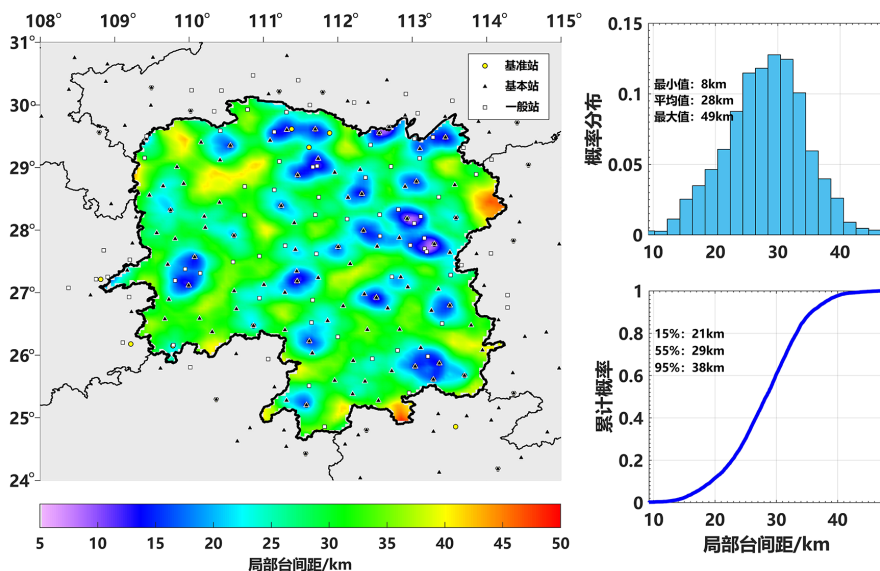 108° 109° 110° 111° 112° 113° 114° 115°
31°
30°
29°
28°
27°
26°
25°
24°
基准站
基本站
一般站
5 10 15 20 25 30 35 40 45 50
局部台间距/km
0.15
0.1
0.05
0
概率分布
最小值：8km
平均值：28km
最大值：49km
10 20 30 40
1
0.8
0.6
0.4
0.2
0
累计概率
15%：21km
55%：29km
95%：38km
10 20 30 40
局部台间距/km